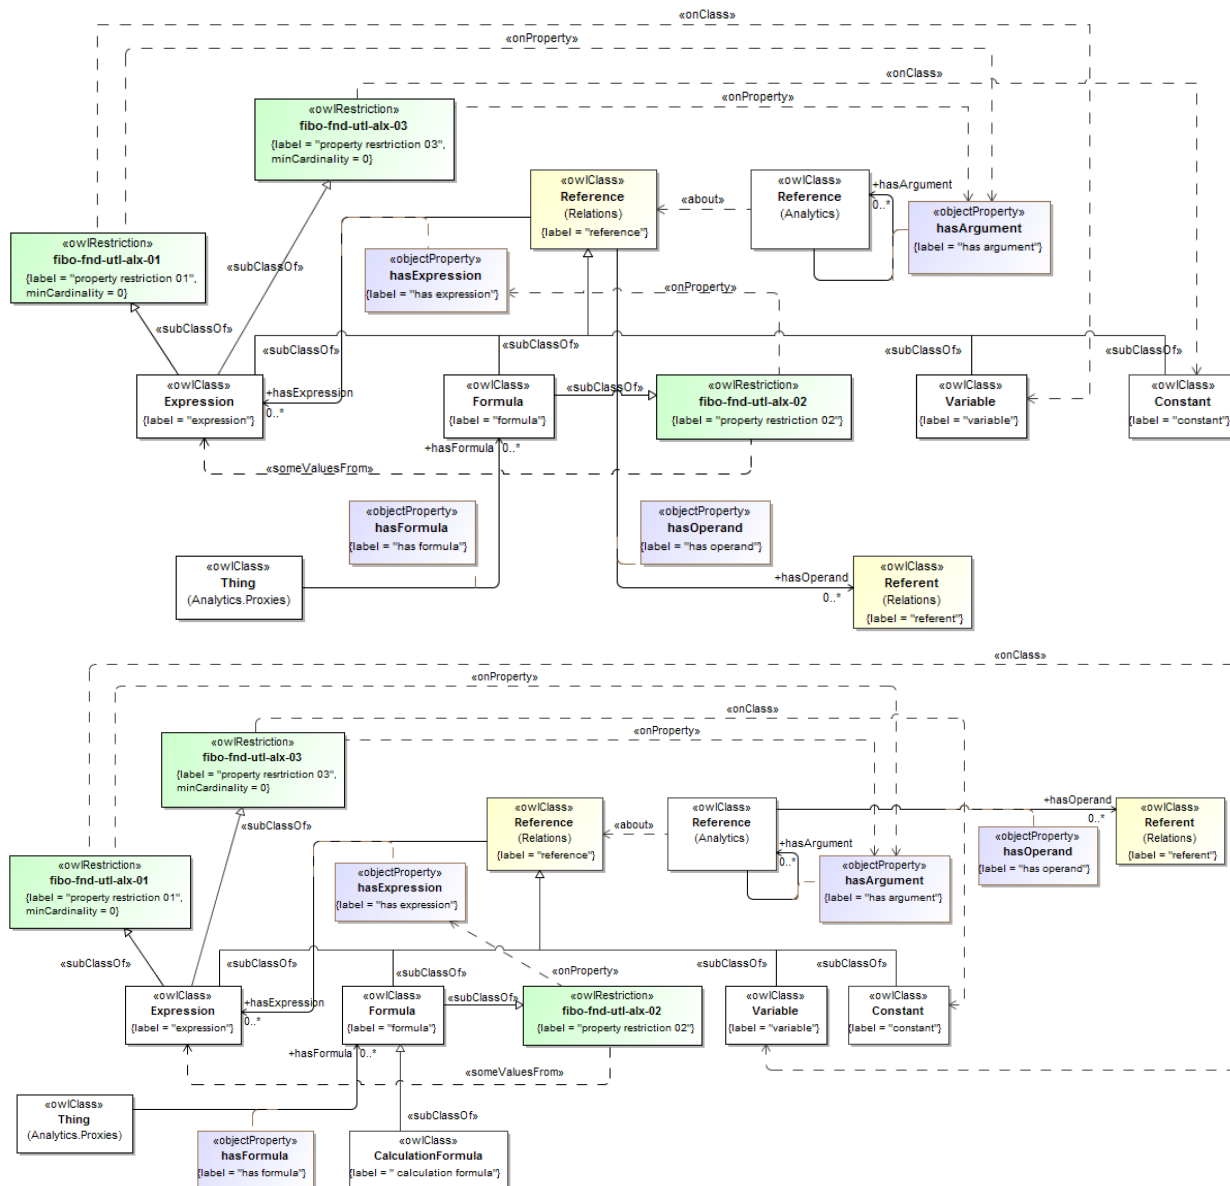 «onClass»
«onProperty»
«onClass»
«owlRestriction»
fibo-fnd-utl-alx-03
{label = "property resrtriction 03",
minCardinality = 0}
«onProperty»
«owlClass»
Reference
(Relations)
{label = "reference"}
«about»
«owlClass»
Reference
(Analytics)
+hasArgument
0..*
«objectProperty»
hasArgument
{label = "has argument"}
«owlRestriction»
fibo-fnd-utl-alx-01
{label = "property restriction 01",
minCardinality = 0}
«subClassOf»
«objectProperty»
hasExpression
{label = "has expression"}
«onProperty»
«subClassOf»
«subClassOf»
«subClassOf»
«subClassOf»
«subClassOf»
«owlClass»
Expression
{label = "expression"}
+hasExpression
0..*
«owlClass»
Formula
{label = "formula"}
«subClassOf»
«owlRestriction»
fibo-fnd-utl-alx-02
{label = "property restriction 02"}
«owlClass»
Variable
{label = "variable"}
«owlClass»
Constant
{label = "constant"}
+hasFormula
0..*
«someValuesFrom»
«objectProperty»
hasFormula
{label = "has formula"}
«objectProperty»
hasOperand
{label = "has operand"}
«owlClass»
Thing
(Analytics.Proxies)
+hasOperand
0..*
«owlClass»
Referent
(Relations)
{label = "referent"}
«onClass»
«onProperty»
«onClass»
«owlRestriction»
fibo-fnd-utl-alx-03
{label = "property resrtriction 03",
minCardinality = 0}
«onProperty»
«owlClass»
Reference
(Relations)
{label = "reference"}
«about»
«owlClass»
Reference
(Analytics)
+hasOperand
0..*
«owlClass»
Referent
(Relations)
{label = "referent"}
«objectProperty»
hasOperand
{label = "has operand"}
+hasArgument
0..*
«objectProperty»
hasArgument
{label = "has argument"}
«subClassOf»
«owlRestriction»
fibo-fnd-utl-alx-01
{label = "property restriction 01",
minCardinality = 0}
«objectProperty»
hasExpression
{label = "has expression"}
«subClassOf»
«subClassOf»
«subClassOf»
«onProperty»
«subClassOf»
«subClassOf»
«owlClass»
Expression
{label = "expression"}
+hasExpression
0..*
«owlClass»
Formula
{label = "formula"}
«subClassOf»
«owlRestriction»
fibo-fnd-utl-alx-02
{label = "property restriction 02"}
«owlClass»
Variable
{label = "variable"}
«owlClass»
Constant
{label = "constant"}
+hasFormula
0..*
«someValuesFrom»
«owlClass»
Thing
(Analytics.Proxies)
«subClassOf»
«objectProperty»
hasFormula
{label = "has formula"}
«owlClass»
CalculationFormula
{label = " calculation formula"}